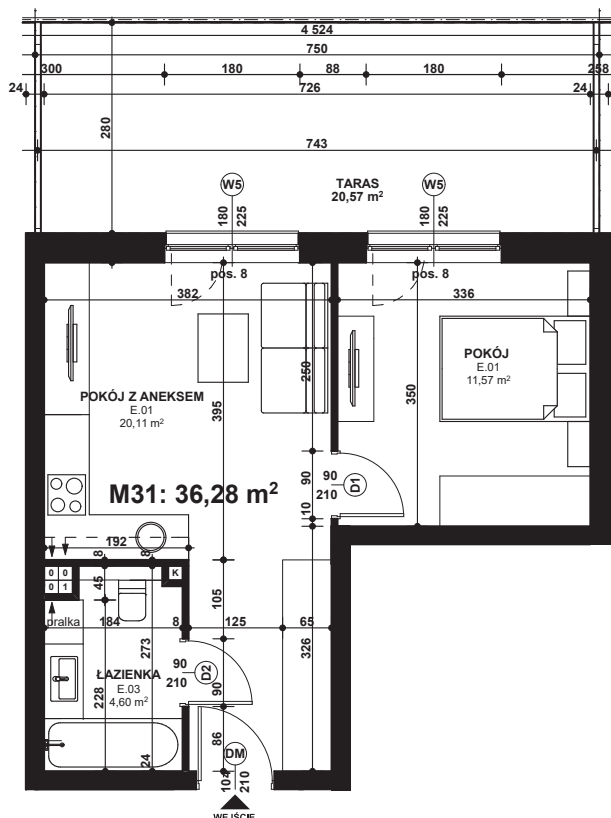 4 524
750
300 180 88 180 258
24 726 24
280
743
W5 TARAS W5
20,57 m²
180 225 180 225
pos. 8 pos. 8
382 336
POKÓJ
E.01
11,57 m²
250
350
POKÓJ Z ANEKSEM
E.01
20,11 m²
395
90 90
210 D1
M31: 36,28 m²
10
192
8 8
0 0
0 1
K
45
105
pralka
184 8 125 65
273
326
90
210 D2
ŁAZIENKA
E.03
4,60 m²
228
90
86
24
DM
104 210
WEJŚCIE